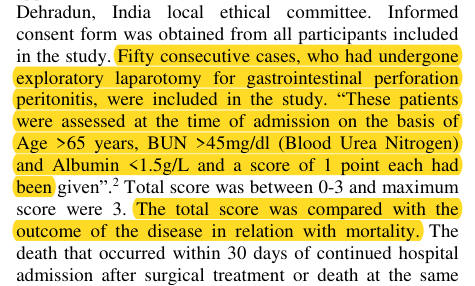 Dehradun, India local ethical committee. Informed
consent form was obtained from all participants included
in the study. Fifty consecutive cases, who had undergone
exploratory laparotomy for gastrointestinal perforation
peritonitis, were included in the study. “These patients
were assessed at the time of admission on the basis of
Age >65 years, BUN >45mg/dl (Blood Urea Nitrogen)
and Albumin <1.5g/L and a score of 1 point each had
been given”.2 Total score was between 0-3 and maximum
score were 3. The total score was compared with the
outcome of the disease in relation with mortality. The
death that occurred within 30 days of continued hospital
admission after surgical treatment or death at the same